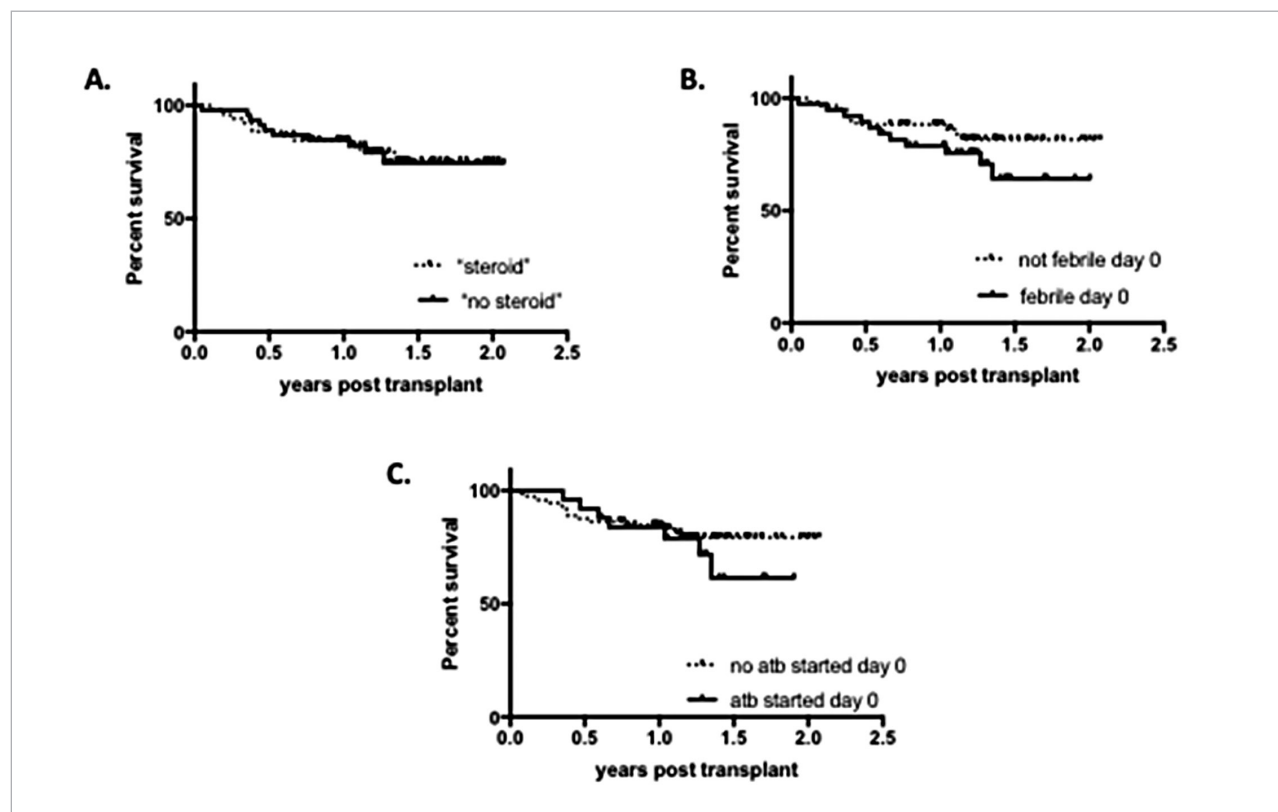 A.
Percent survival
100
50
0
0.0 0.5 1.0 1.5 2.0 2.5
years post transplant
"steroid"
"no steroid"
B.
Percent survival
100
50
0
0.0 0.5 1.0 1.5 2.0 2.5
years post transplant
not febrile day 0
febrile day 0
C.
Percent survival
100
50
0
0.0 0.5 1.0 1.5 2.0 2.5
years post transplant
no atb started day 0
atb started day 0